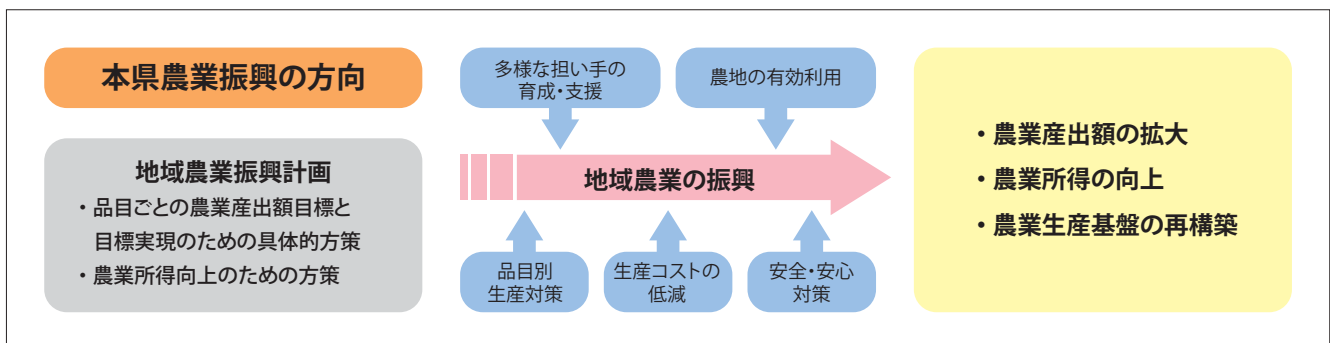 本県農業振興の方向
地域農業振興計画
・品目ごとの農業産出額目標と
目標実現のための具体的方策
・農業所得向上のための方策
多様な担い手の
育成・支援
農地の有効利用
地域農業の振興
品目別
生産対策
生産コストの
低減
安全・安心
対策
・農業産出額の拡大
・農業所得の向上
・農業生産基盤の再構築